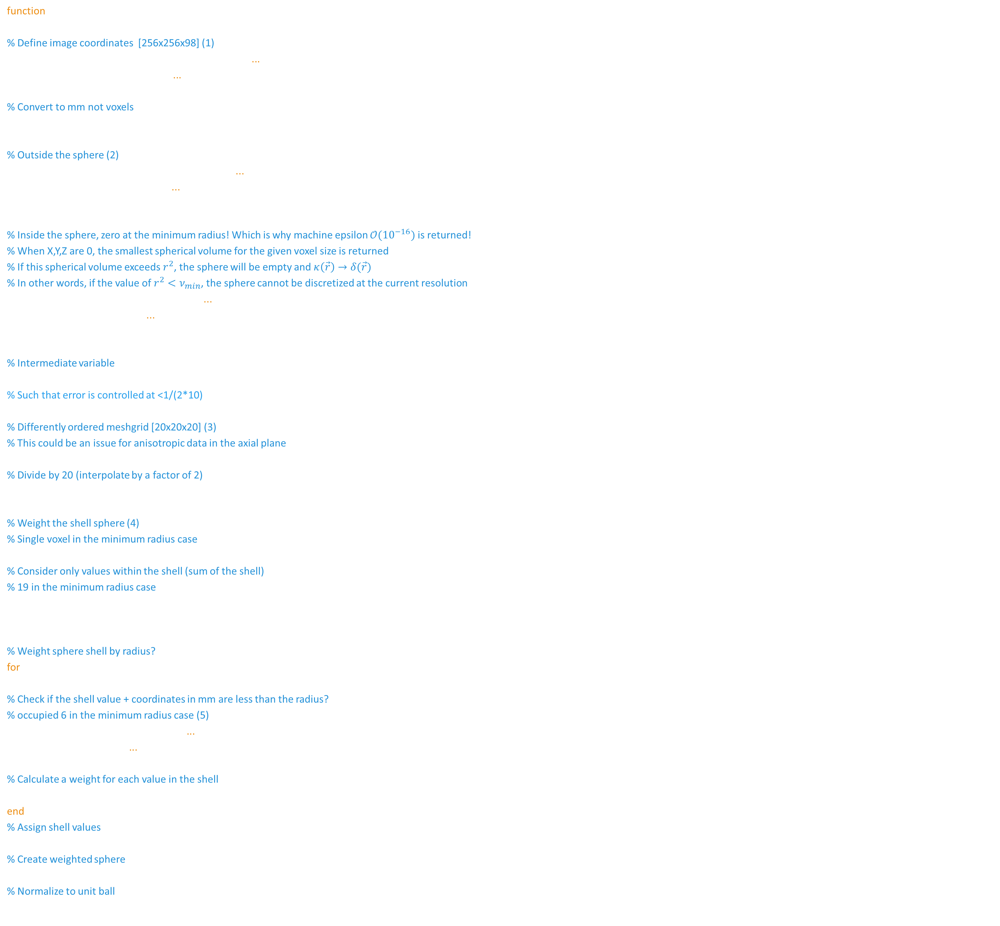 function
% Define image coordinates [256x256x98] (1)
...
...
% Convert to mm not voxels
% Outside the sphere (2)
...
...
% Inside the sphere, zero at the minimum radius! Which is why machine epsilon 𝒪(10⁻¹⁶) is returned!
% When X,Y,Z are 0, the smallest spherical volume for the given voxel size is returned
% If this spherical volume exceeds r², the sphere will be empty and κ(r⃗) → δ(r⃗)
% In other words, if the value of r² < ν_min, the sphere cannot be discretized at the current resolution
...
...
% Intermediate variable
% Such that error is controlled at <1/(2*10)
% Differently ordered meshgrid [20x20x20] (3)
% This could be an issue for anisotropic data in the axial plane
% Divide by 20 (interpolate by a factor of 2)
% Weight the shell sphere (4)
% Single voxel in the minimum radius case
% Consider only values within the shell (sum of the shell)
% 19 in the minimum radius case
% Weight sphere shell by radius?
for
% Check if the shell value + coordinates in mm are less than the radius?
% occupied 6 in the minimum radius case (5)
...
...
% Calculate a weight for each value in the shell
end
% Assign shell values
% Create weighted sphere
% Normalize to unit ball